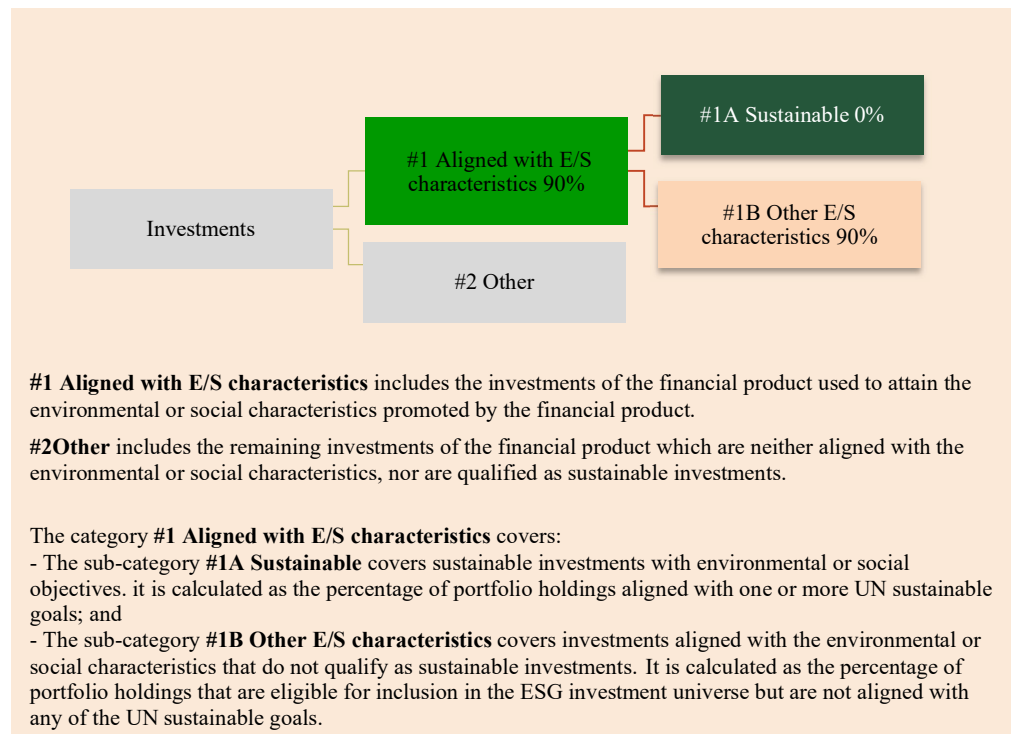 #1A Sustainable 0%
#1 Aligned with E/S
characteristics 90%
#1B Other E/S
characteristics 90%
Investments
#2 Other
#1 Aligned with E/S characteristics includes the investments of the financial product used to attain the
environmental or social characteristics promoted by the financial product.
#2Other includes the remaining investments of the financial product which are neither aligned with the
environmental or social characteristics, nor are qualified as sustainable investments.
The category #1 Aligned with E/S characteristics covers:
- The sub-category #1A Sustainable covers sustainable investments with environmental or social
objectives. it is calculated as the percentage of portfolio holdings aligned with one or more UN sustainable
goals; and
- The sub-category #1B Other E/S characteristics covers investments aligned with the environmental or
social characteristics that do not qualify as sustainable investments. It is calculated as the percentage of
portfolio holdings that are eligible for inclusion in the ESG investment universe but are not aligned with
any of the UN sustainable goals.